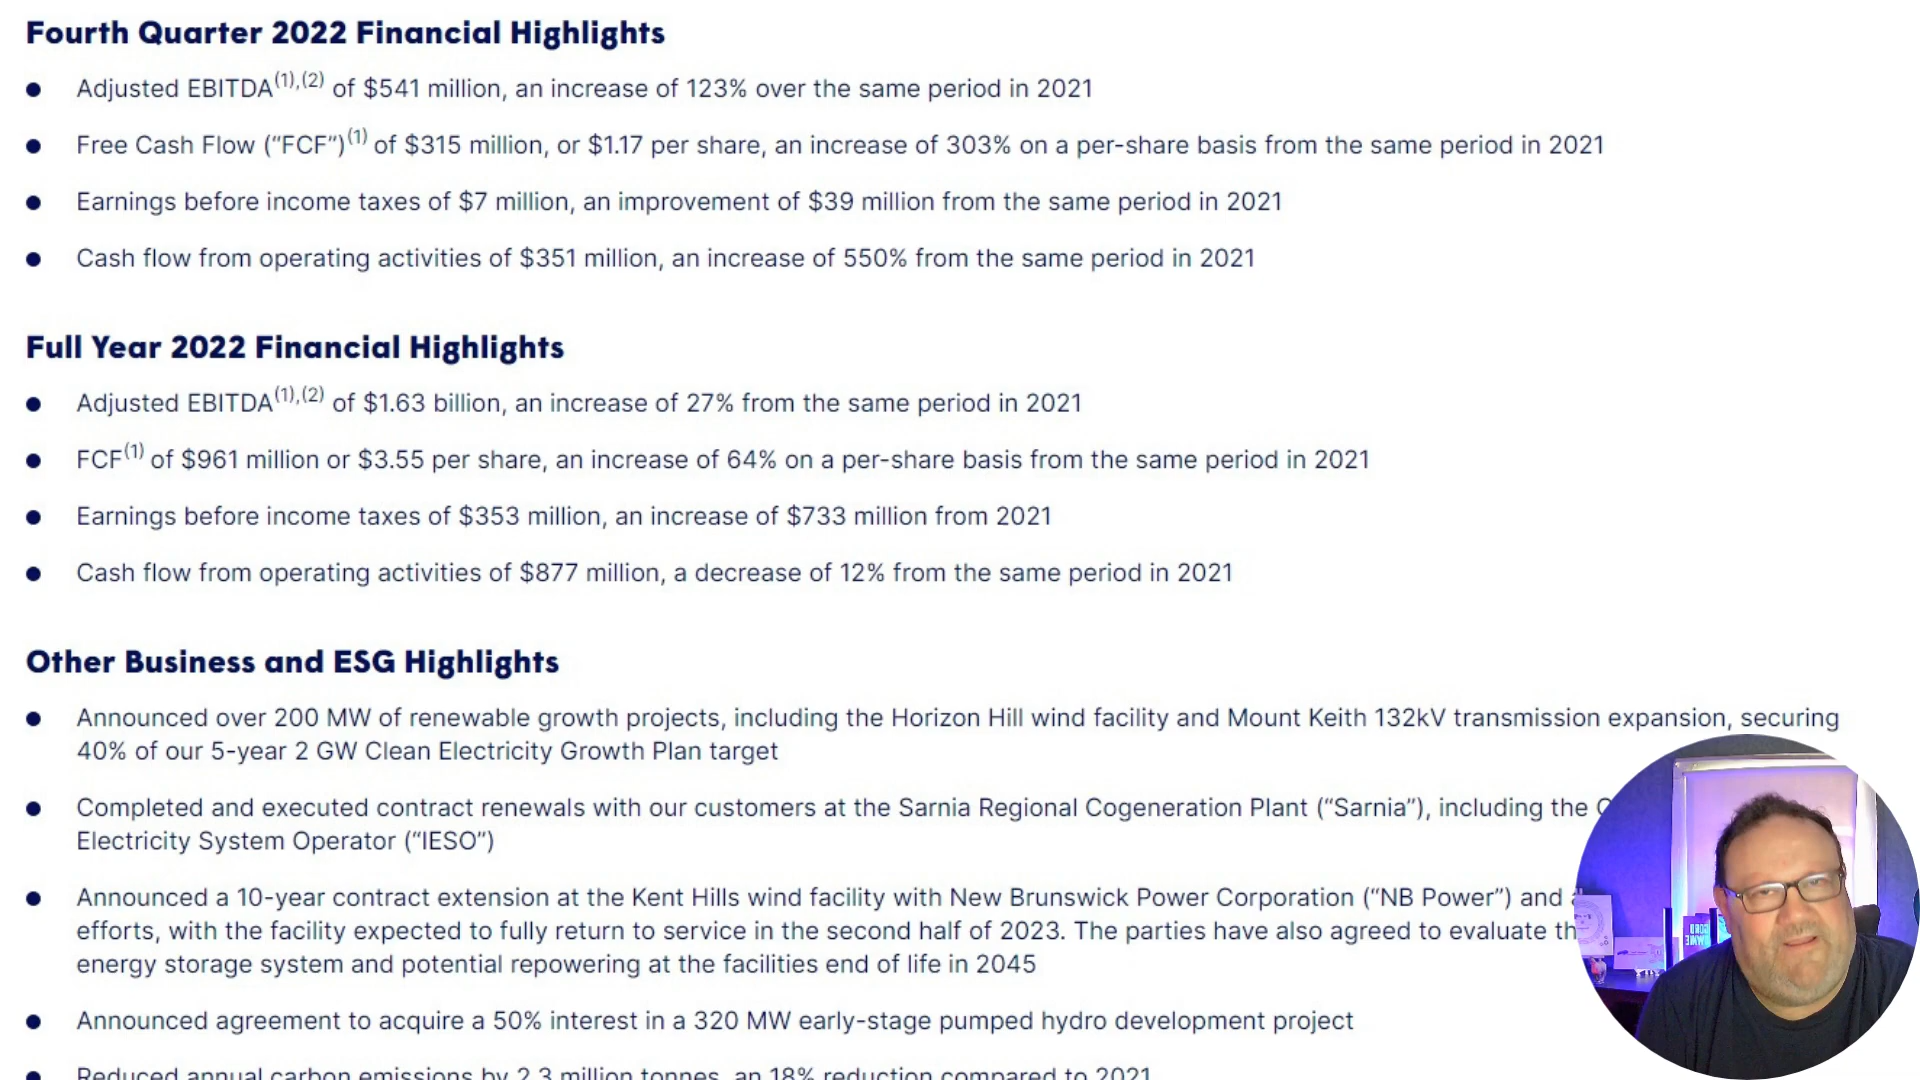 Fourth Quarter 2022 Financial Highlights
● Adjusted EBITDA(1),(2) of $541 million, an increase of 123% over the same period in 2021
● Free Cash Flow (“FCF”)(1) of $315 million, or $1.17 per share, an increase of 303% on a per-share basis from the same period in 2021
● Earnings before income taxes of $7 million, an improvement of $39 million from the same period in 2021
● Cash flow from operating activities of $351 million, an increase of 550% from the same period in 2021
Full Year 2022 Financial Highlights
● Adjusted EBITDA(1),(2) of $1.63 billion, an increase of 27% from the same period in 2021
● FCF(1) of $961 million or $3.55 per share, an increase of 64% on a per-share basis from the same period in 2021
● Earnings before income taxes of $353 million, an increase of $733 million from 2021
● Cash flow from operating activities of $877 million, a decrease of 12% from the same period in 2021
Other Business and ESG Highlights
● Announced over 200 MW of renewable growth projects, including the Horizon Hill wind facility and Mount Keith 132kV transmission expansion, securing
40% of our 5-year 2 GW Clean Electricity Growth Plan target
● Completed and executed contract renewals with our customers at the Sarnia Regional Cogeneration Plant (“Sarnia”), including the
Electricity System Operator (“IESO”)
● Announced a 10-year contract extension at the Kent Hills wind facility with New Brunswick Power Corporation (“NB Power”) and
efforts, with the facility expected to fully return to service in the second half of 2023. The parties have also agreed to evaluate
energy storage system and potential repowering at the facilities end of life in 2045
● Announced agreement to acquire a 50% interest in a 320 MW early-stage pumped hydro development project
● Reduced annual carbon emissions by 2.3 million tonnes, an 18% reduction compared to 2021